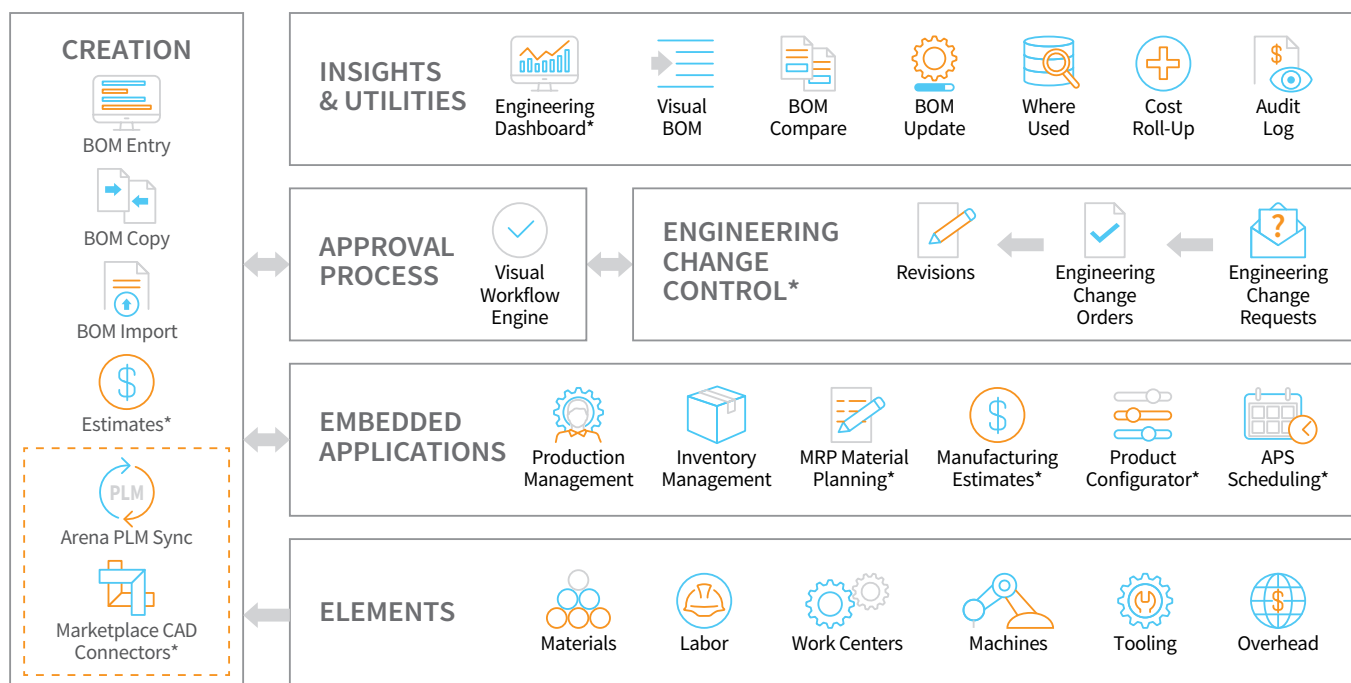 CREATION
BOM Entry
BOM Copy
BOM Import
$
Estimates*
PLM
Arena PLM Sync
Marketplace CAD
Connectors*
INSIGHTS
& UTILITIES
Engineering
Dashboard*
Visual
BOM
BOM
Compare
BOM
Update
Where
Used
Cost
Roll-Up
$
Audit
Log
APPROVAL
PROCESS
Visual
Workflow
Engine
ENGINEERING
CHANGE
CONTROL*
Revisions
Engineering
Change
Orders
?
Engineering
Change
Requests
EMBEDDED
APPLICATIONS
Production
Management
Inventory
Management
MRP Material
Planning*
$
Manufacturing
Estimates*
Product
Configurator*
APS
Scheduling*
ELEMENTS
Materials
Labor
Work Centers
Machines
Tooling
$
Overhead